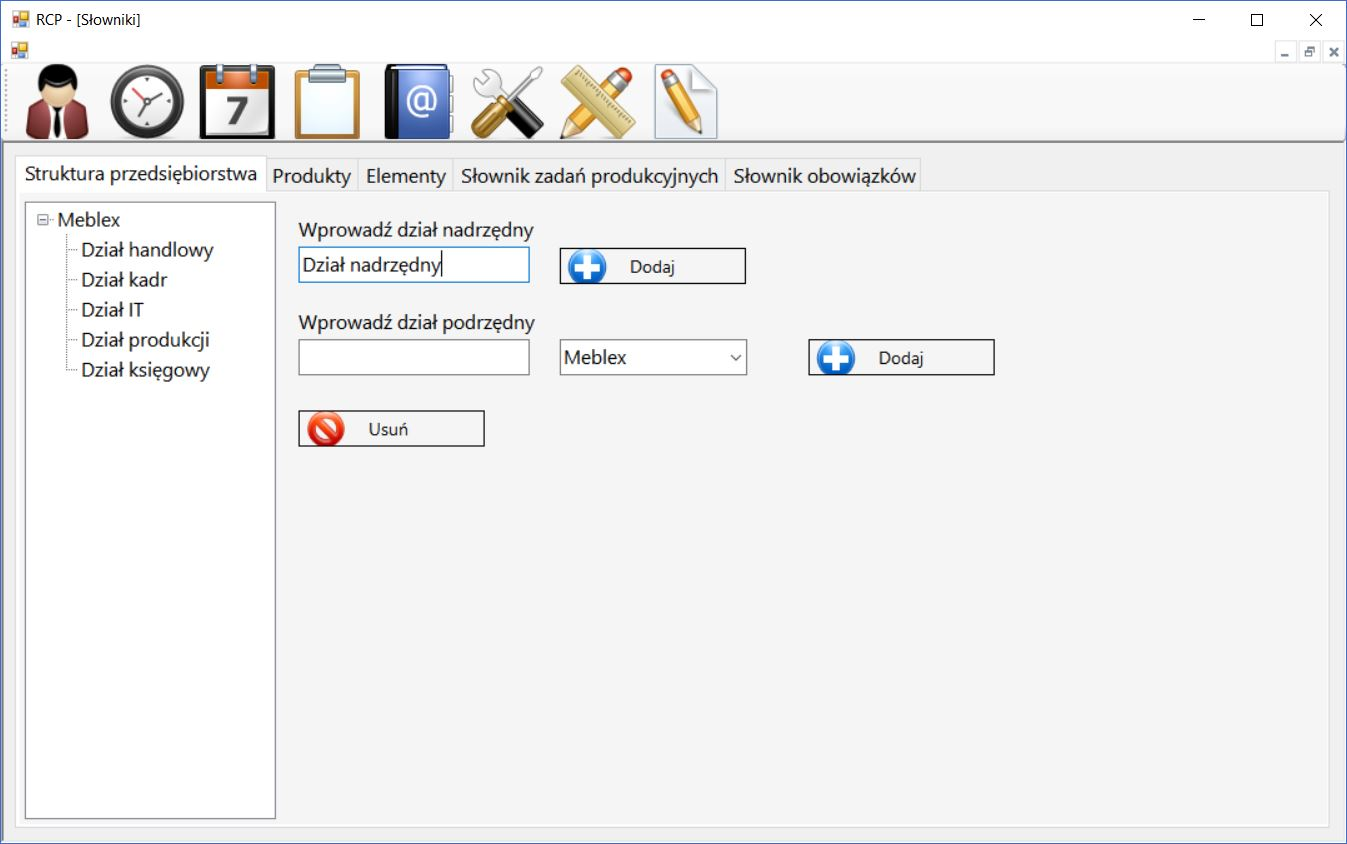 RCP - [Słowniki]
7
@
Struktura przedsiębiorstwa
Produkty
Elementy
Słownik zadań produkcyjnych
Słownik obowiązków
Meblex
Dział handlowy
Dział kadr
Dział IT
Dział produkcji
Dział księgowy
Wprowadź dział nadrzędny
Dział nadrzędny
Dodaj
Wprowadź dział podrzędny
Meblex
Dodaj
Usuń